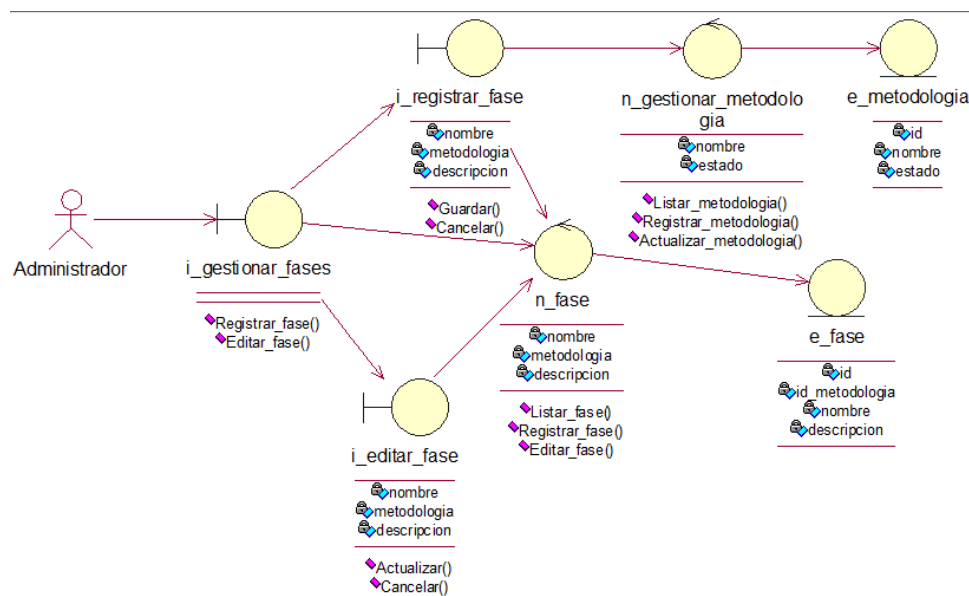 i_registrar_fase
nombre
metodologia
descripcion
Guardar()
Cancelar()
n_gestionar_metodolo
gia
nombre
estado
Listar_metodologia()
Registrar_metodologia()
Actualizar_metodologia()
e_metodologia
id
nombre
estado
Administrador
i_gestionar_fases
Registrar_fase()
Editar_fase()
n_fase
nombre
metodologia
descripcion
Listar_fase()
Registrar_fase()
Editar_fase()
e_fase
id
id_metodologia
nombre
descripcion
i_editar_fase
nombre
metodologia
descripcion
Actualizar()
Cancelar()